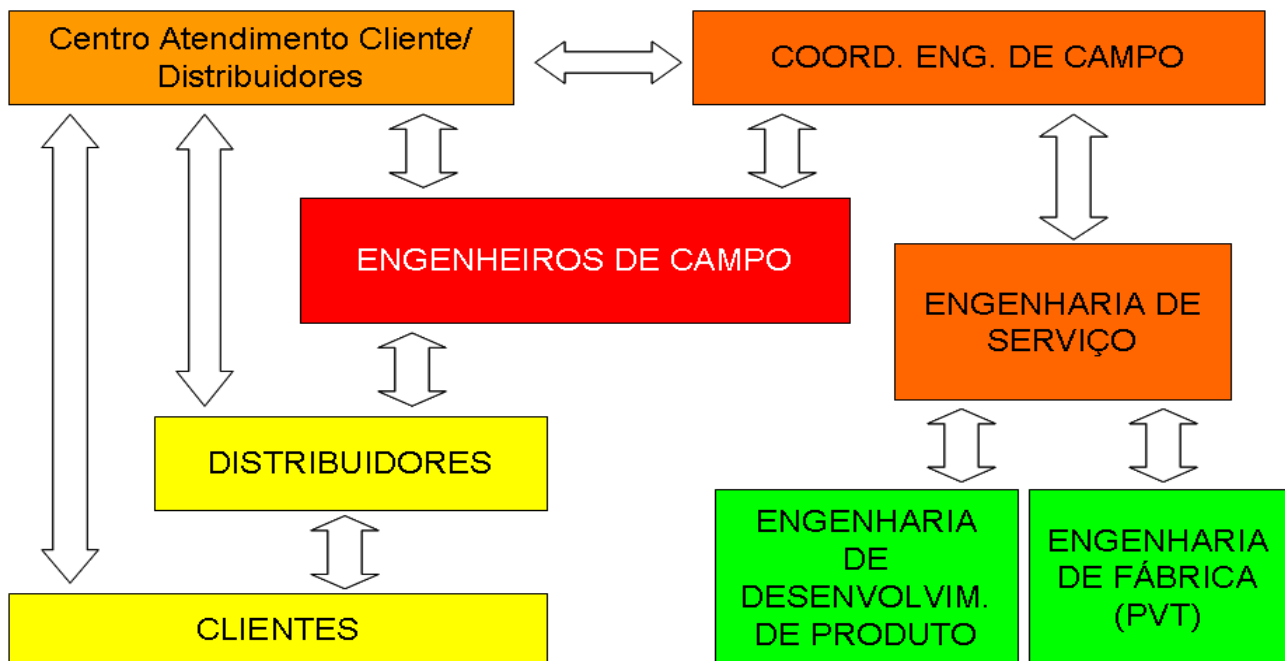 Centro Atendimento Cliente/
Distribuidores
COORD. ENG. DE CAMPO
ENGENHEIROS DE CAMPO
ENGENHARIA DE
SERVIÇO
DISTRIBUIDORES
ENGENHARIA
DE
DESENVOLVIM.
DE PRODUTO
ENGENHARIA
DE FÁBRICA
(PVT)
CLIENTES